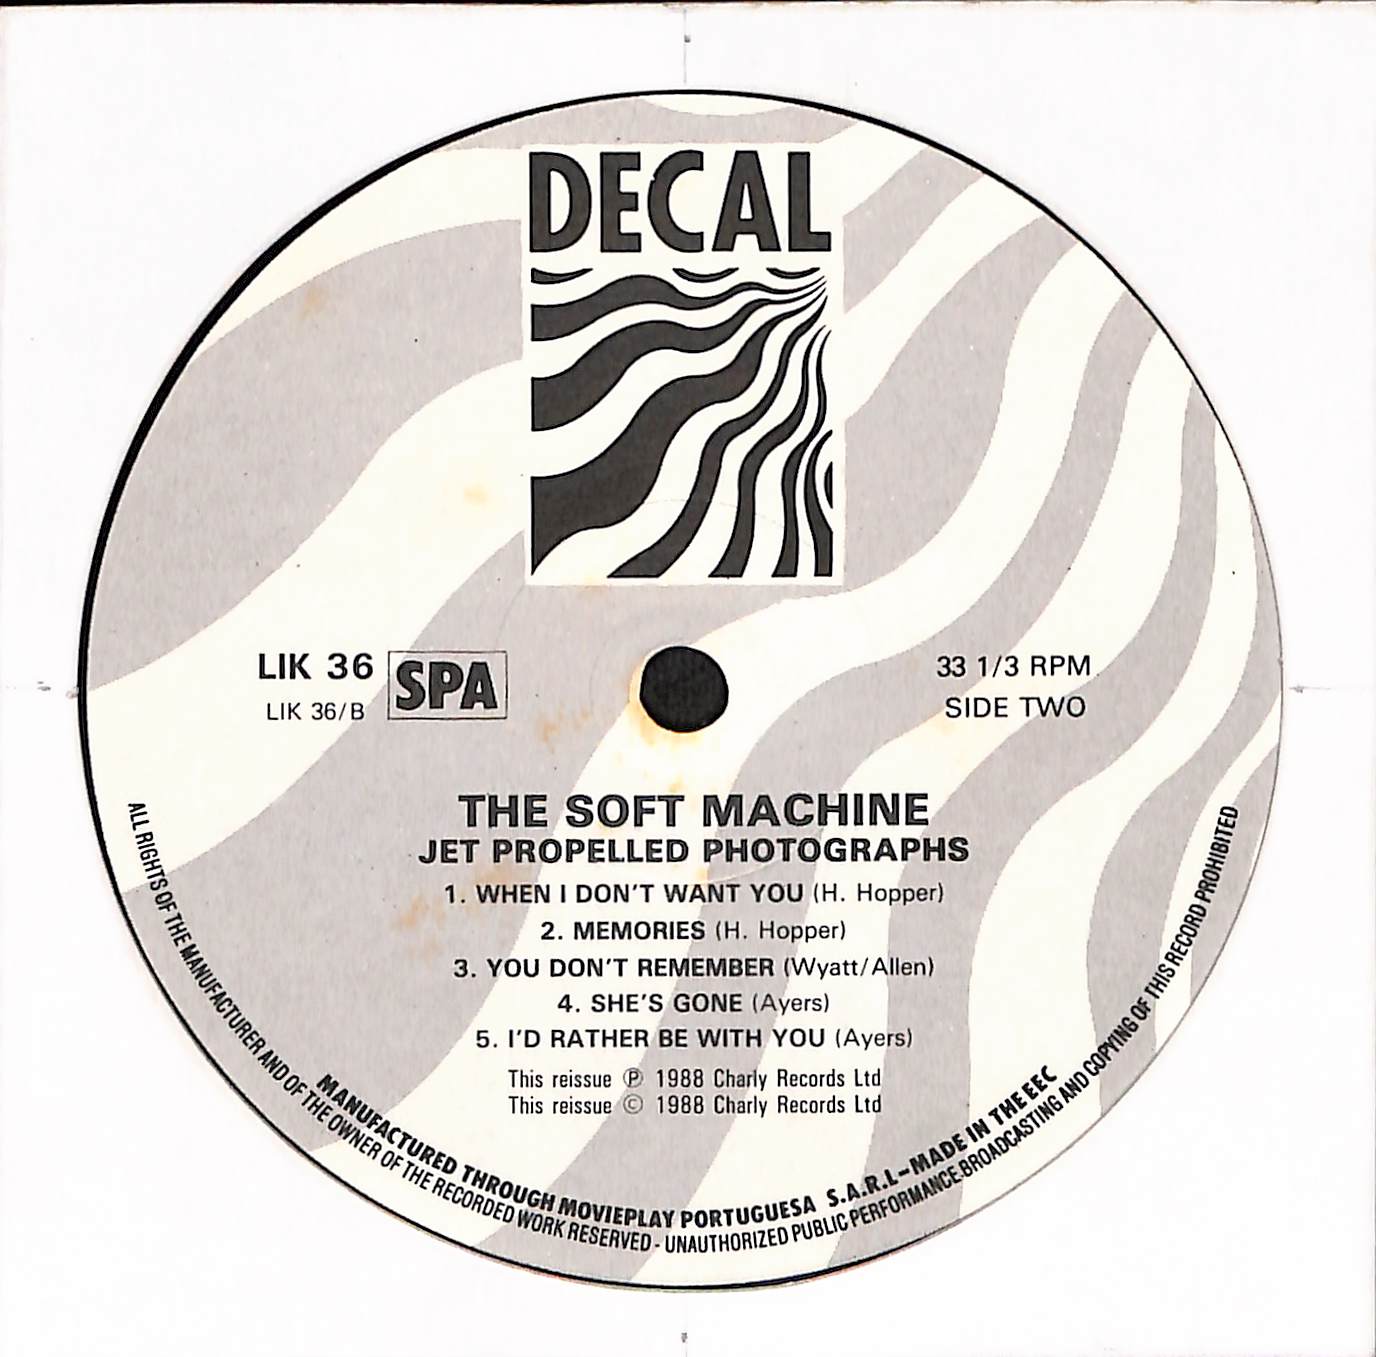 DECAL
LIK 36
LIK 36/B
SPA
33 1/3 RPM
SIDE TWO
THE SOFT MACHINE
JET PROPELLED PHOTOGRAPHS
1. WHEN I DON'T WANT YOU (H. Hopper)
2. MEMORIES (H. Hopper)
3. YOU DON'T REMEMBER (Wyatt/Allen)
4. SHE'S GONE (Ayers)
5. I'D RATHER BE WITH YOU (Ayers)
This reissue ℗ 1988 Charly Records Ltd
This reissue © 1988 Charly Records Ltd
MANUFACTURED THROUGH MOVIEPLAY PORTUGUESA S.A.R.L-MADE IN THE EEC
ALL RIGHTS OF THE MANUFACTURER AND OF THE OWNER OF THE RECORDED WORK RESERVED - UNAUTHORIZED PUBLIC PERFORMANCE.BROADCASTING AND COPYING OF THIS RECORD PROHIBITED